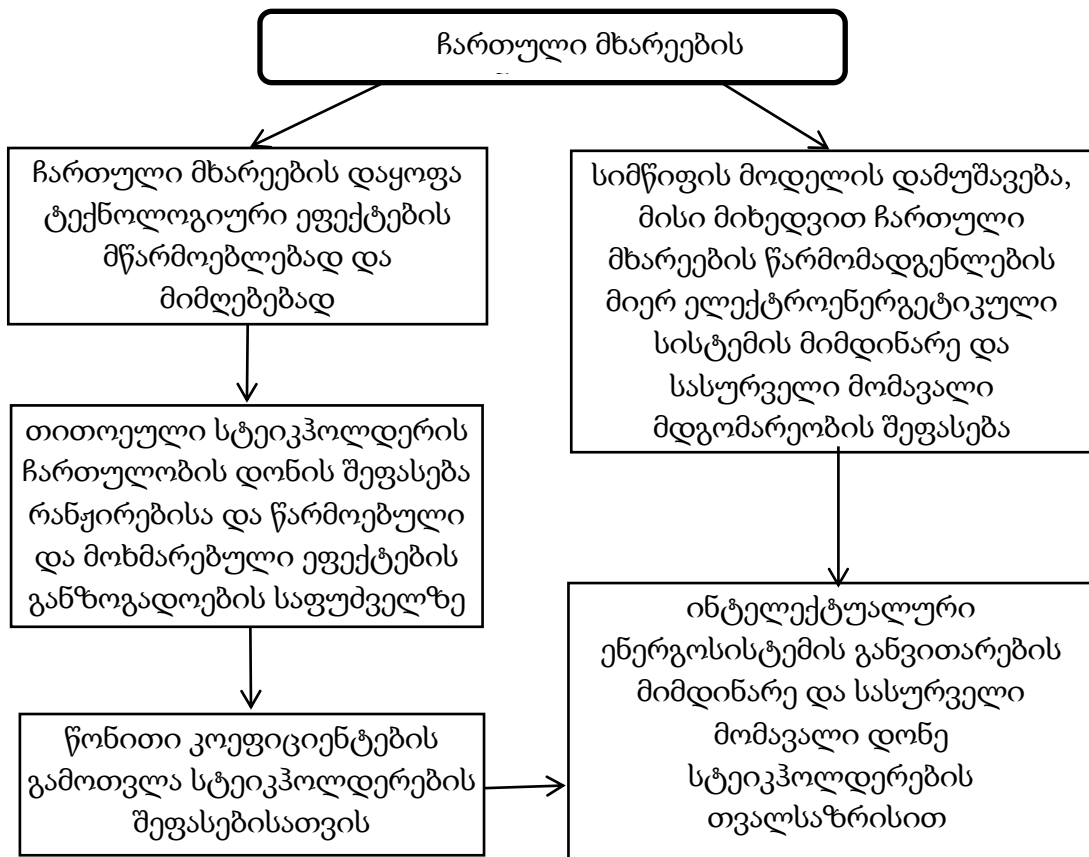 ჩართული მხარეების
ჩართული მხარეების დაყოფა
ტექნოლოგიური ეფექტების
მწარმოებლებად და
მიმღებებად
თითოეული სტეიკჰოლდერის
ჩართულობის დონის შეფასება
რანჟირებისა და წარმოებული
და მოხმარებული ეფექტების
განზოგადოების საფუძველზე
წონითი კოეფიციენტების
გამოთვლა სტეიკჰოლდერების
შეფასებისათვის
სიმწიფის მოდელის დამუშავება,
მისი მიხედვით ჩართული
მხარეების წარმომადგენლების
მიერ ელექტროენერგეტიკული
სისტემის მიმდინარე და
სასურველი მომავალი
მდგომარეობის შეფასება
ინტელექტუალური
ენერგოსისტემის განვითარების
მიმდინარე და სასურველი
მომავალი დონე
სტეიკჰოლდერების
თვალსაზრისით